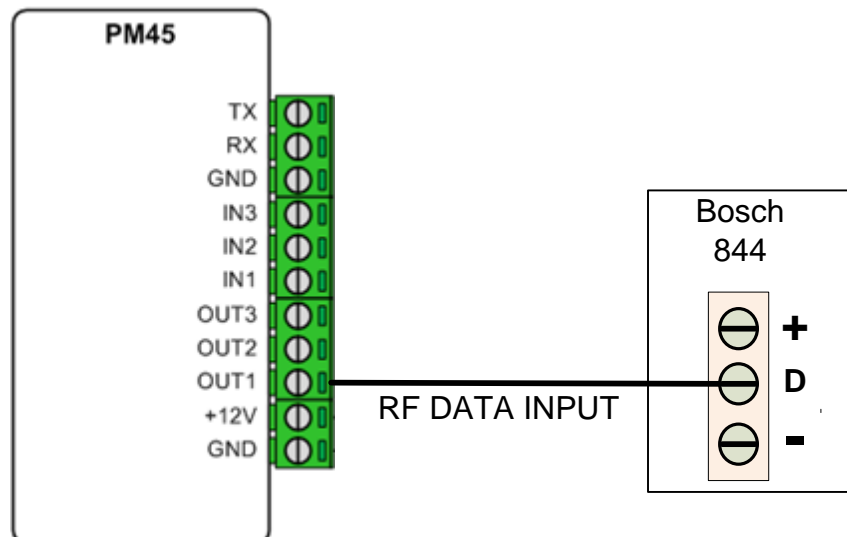 PM45
TX
RX
GND
IN3
IN2
IN1
OUT3
OUT2
OUT1
+12V
GND
RF DATA INPUT
Bosch
844
+
D
-